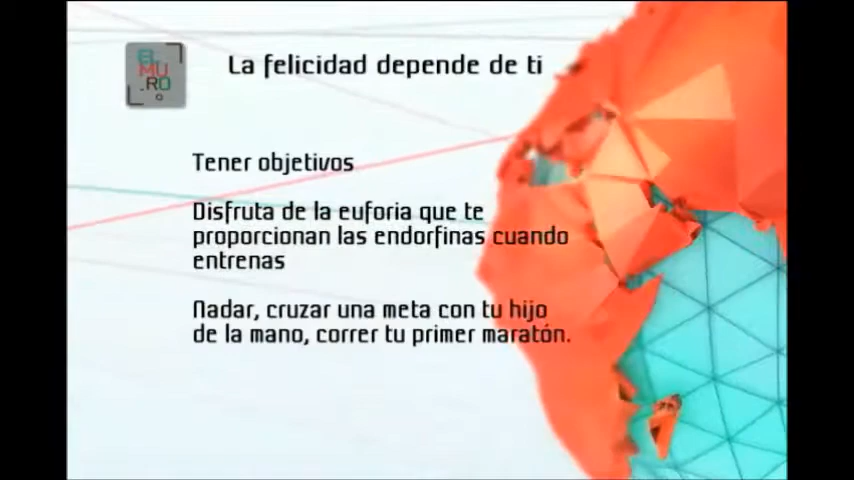 EL
MU
.RO
La felicidad depende de ti
Tener objetivos
Disfruta de la euforia que te
proporcionan las endorfinas cuando
entrenas
Nadar, cruzar una meta con tu hijo
de la mano, correr tu primer maratón.